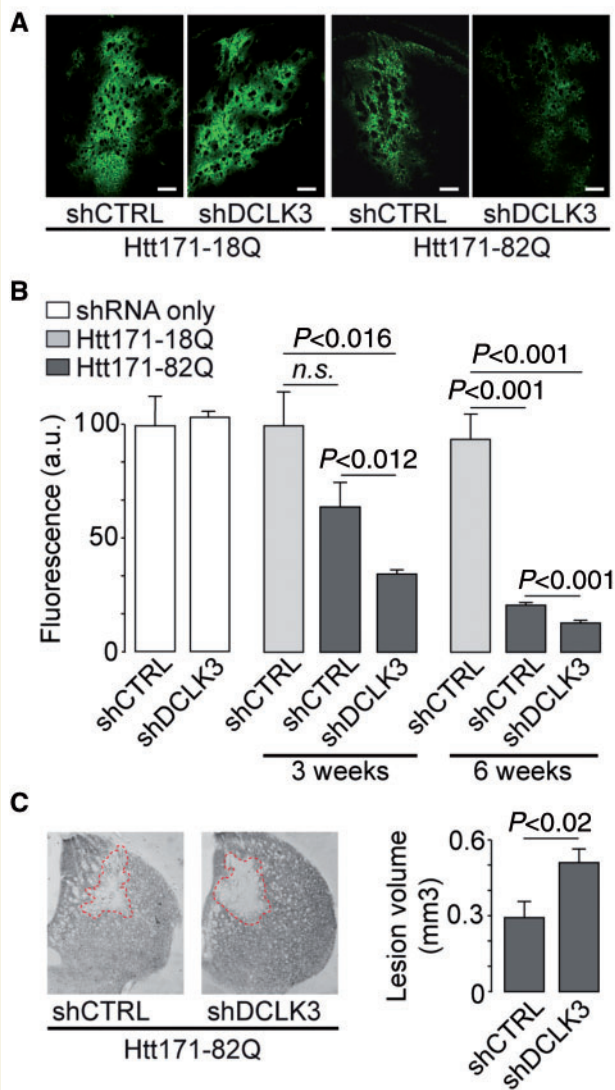 A
shCTRL shDCLK3 shCTRL shDCLK3
Htt171-18Q Htt171-82Q
B
shRNA only
Htt171-18Q
Htt171-82Q
P<0.016
n.s.
P<0.012
P<0.001
P<0.001
P<0.001
Fluorescence (a.u.)
100
50
0
shCTRL shDCLK3 shCTRL shCTRL shDCLK3 shCTRL shCTRL shDCLK3
3 weeks 6 weeks
C
shCTRL shDCLK3
Htt171-82Q
P<0.02
Lesion volume
(mm3)
0.6
0.3
0
shCTRL shDCLK3